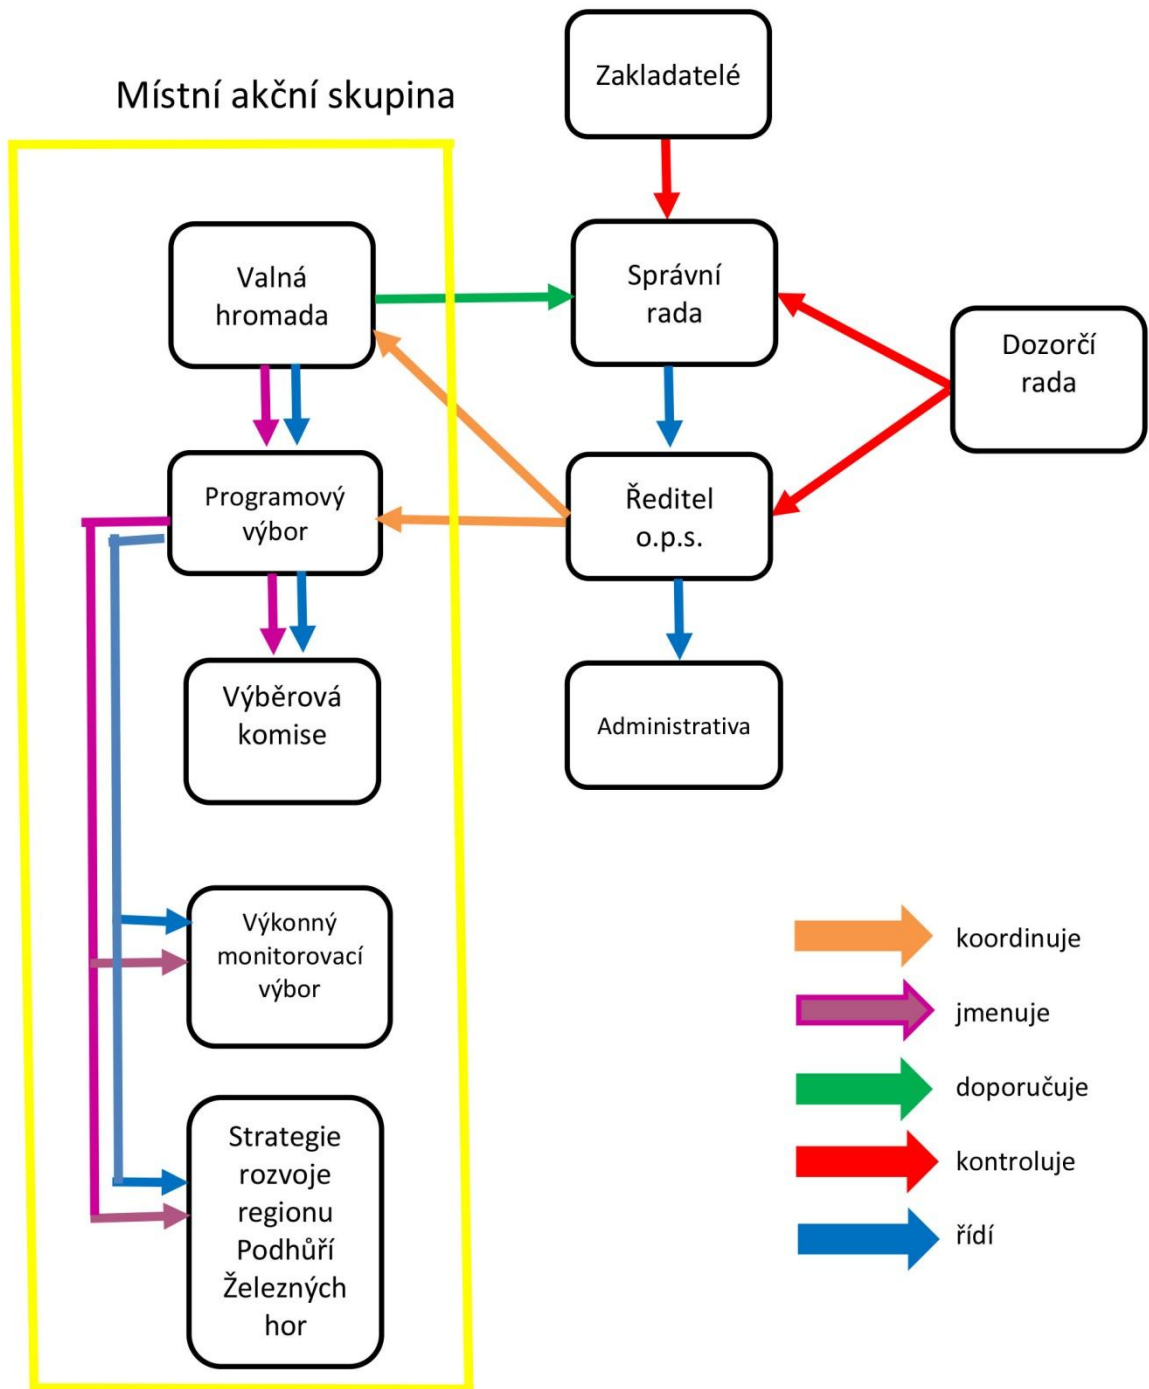 Místní akční skupina
Zakladatelé
Valná
hromada
Správní
rada
Dozorčí
rada
Programový
výbor
Ředitel
o.p.s.
Výběrová
komise
Administrativa
Výkonný
monitorovací
výbor
Strategie
rozvoje
regionu
Podhůří
Železných
hor
koordinuje
jmenuje
doporučuje
kontroluje
řídí